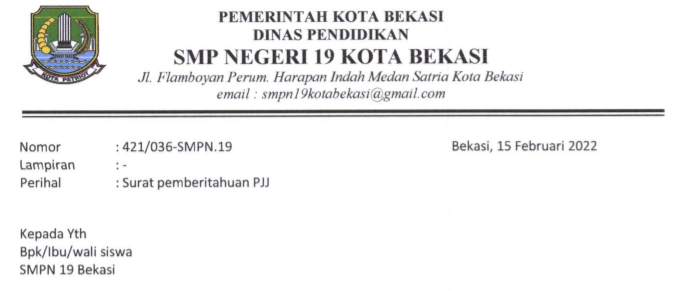 PEMERINTAH KOTA BEKASI
DINAS PENDIDIKAN
SMP NEGERI 19 KOTA BEKASI
Jl. Flamboyan Perum. Harapan Indah Medan Satria Kota Bekasi
email : smpn19kotabekasi@gmail.com
KOTA PATRIOT
Nomor : 421/036-SMPN.19 Bekasi, 15 Februari 2022
Lampiran : -
Perihal : Surat pemberitahuan PJJ
Kepada Yth
Bpk/Ibu/wali siswa
SMPN 19 Bekasi